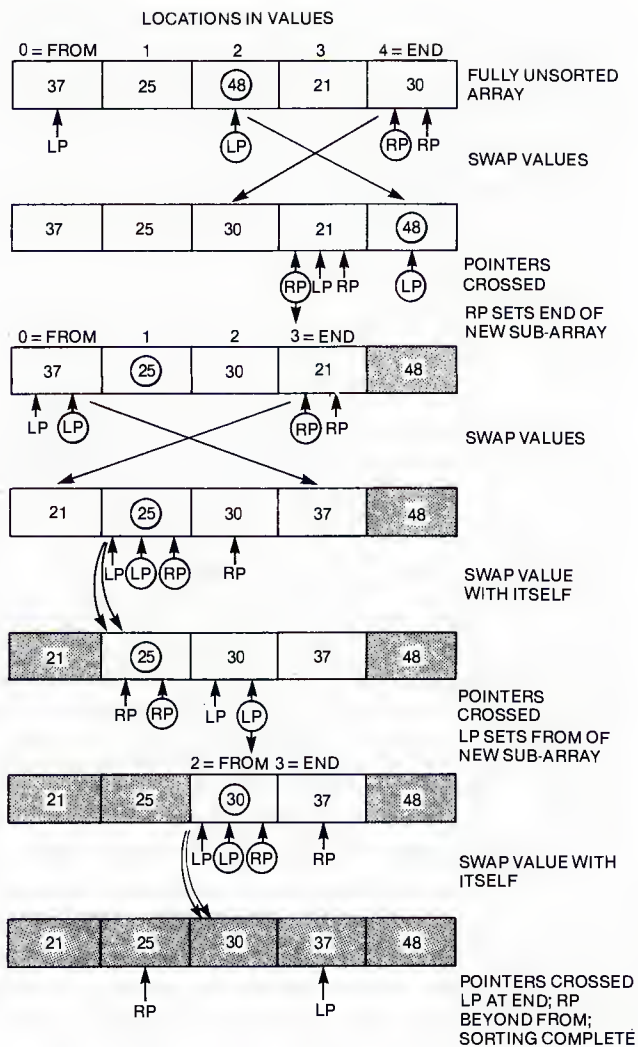 LOCATIONS IN VALUES
0 = FROM 1 2 3 4 = END
37 25 48 21 30
FULLY UNSORTED
ARRAY
LP LP RP RP
SWAP VALUES
37 25 30 21 48
RP LP RP LP
POINTERS
CROSSED
RP SETS END OF
NEW SUB-ARRAY
0 = FROM 1 2 3 = END
37 25 30 21 48
LP LP RP RP
SWAP VALUES
21 25 30 37 48
LP LP RP RP
SWAP VALUE
WITH ITSELF
21 25 30 37 48
RP RP LP LP
POINTERS
CROSSED
LP SETS FROM OF
NEW SUB-ARRAY
2 = FROM 3 = END
21 25 30 37 48
LP LP RP RP
SWAP VALUE WITH
ITSELF
21 25 30 37 48
RP LP
POINTERS CROSSED
LP AT END; RP
BEYOND FROM;
SORTING COMPLETE